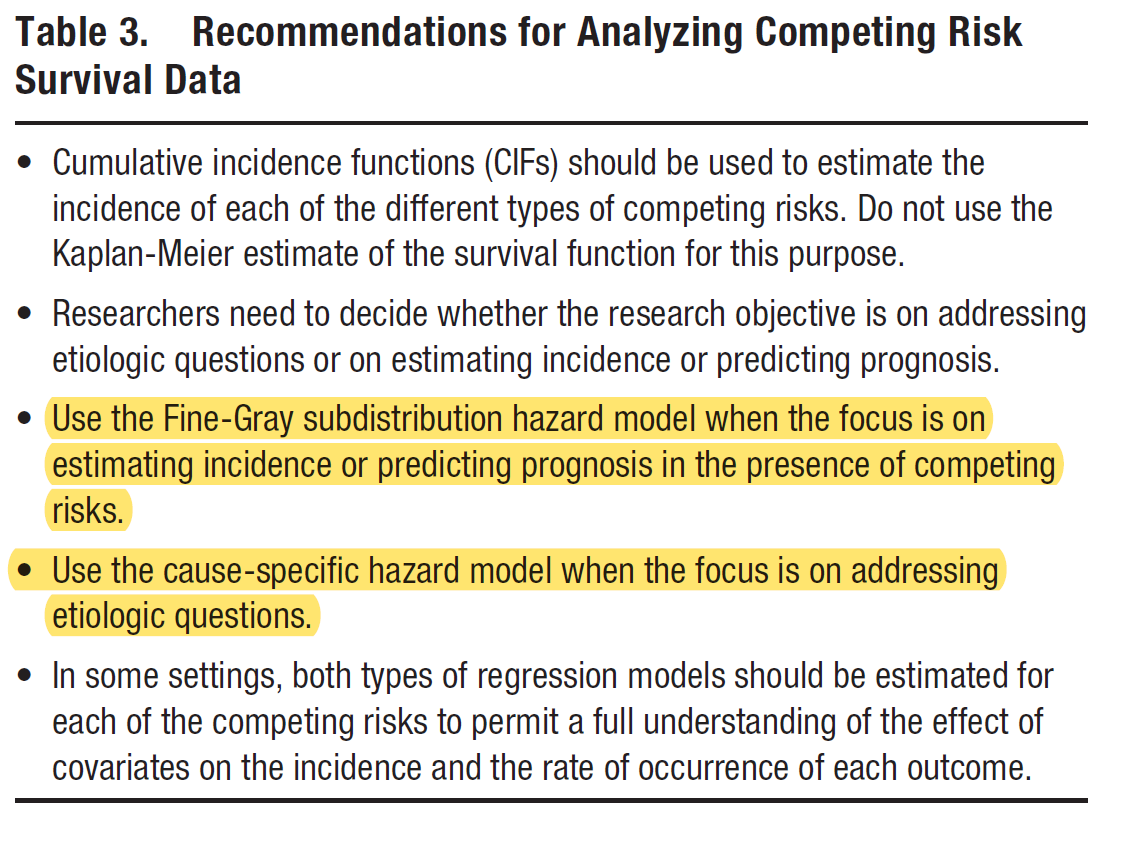 Table 3. Recommendations for Analyzing Competing Risk
Survival Data
• Cumulative incidence functions (CIFs) should be used to estimate the
incidence of each of the different types of competing risks. Do not use the
Kaplan-Meier estimate of the survival function for this purpose.
• Researchers need to decide whether the research objective is on addressing
etiologic questions or on estimating incidence or predicting prognosis.
• Use the Fine-Gray subdistribution hazard model when the focus is on
estimating incidence or predicting prognosis in the presence of competing
risks.
• Use the cause-specific hazard model when the focus is on addressing
etiologic questions.
• In some settings, both types of regression models should be estimated for
each of the competing risks to permit a full understanding of the effect of
covariates on the incidence and the rate of occurrence of each outcome.